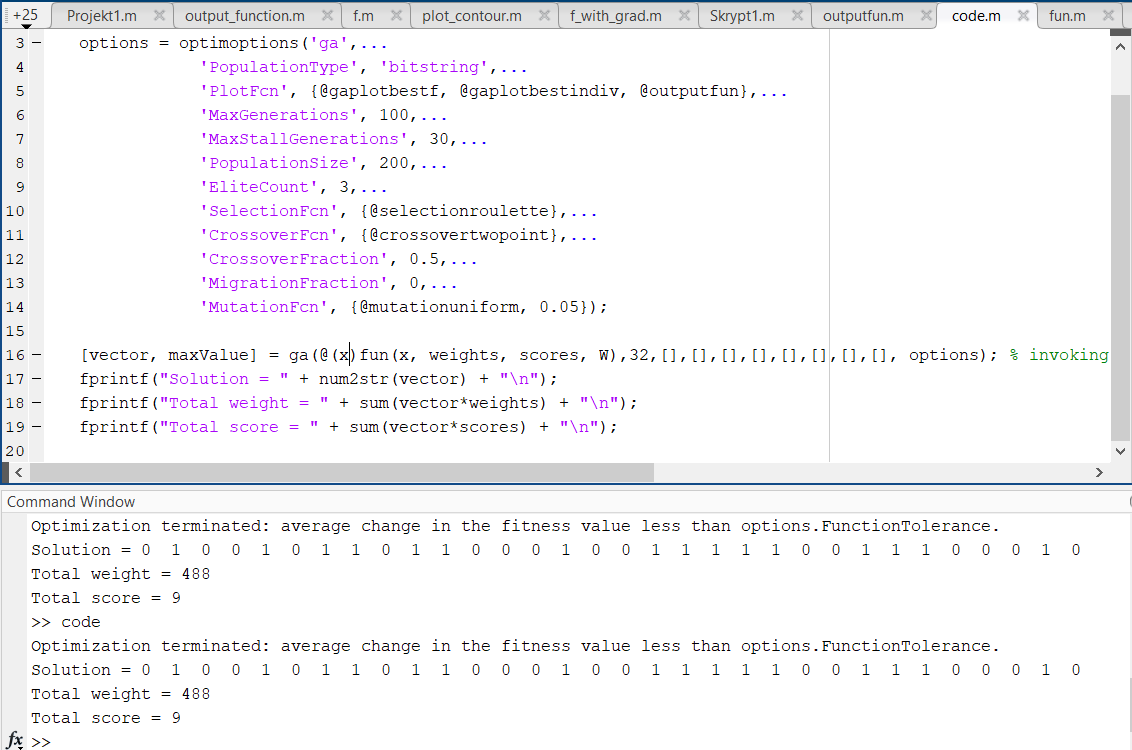 +25 Projekt1.m output_function.m f.m plot_contour.m f_with_grad.m Skrypt1.m outputfun.m code.m fun.m
3 – options = optimoptions('ga',...
4 'PopulationType', 'bitstring',...
5 'PlotFcn', {@gaplotbestf, @gaplotbestindiv, @outputfun},...
6 'MaxGenerations', 100,...
7 'MaxStallGenerations', 30,...
8 'PopulationSize', 200,...
9 'EliteCount', 3,...
10 'SelectionFcn', {@selectionroulette},...
11 'CrossoverFcn', {@crossovertwopoint},...
12 'CrossoverFraction', 0.5,...
13 'MigrationFraction', 0,...
14 'MutationFcn', {@mutationuniform, 0.05});
15
16 – [vector, maxValue] = ga(@(x)fun(x, weights, scores, W),32,[],[],[],[],[],[],[],[], options); % invoking
17 – fprintf("Solution = " + num2str(vector) + "\n");
18 – fprintf("Total weight = " + sum(vector*weights) + "\n");
19 – fprintf("Total score = " + sum(vector*scores) + "\n");
20
Command Window
Optimization terminated: average change in the fitness value less than options.FunctionTolerance.
Solution = 0 1 0 0 1 0 1 1 0 1 1 0 0 0 1 0 0 1 1 1 1 1 0 0 1 1 1 0 0 0 1 0
Total weight = 488
Total score = 9
>> code
Optimization terminated: average change in the fitness value less than options.FunctionTolerance.
Solution = 0 1 0 0 1 0 1 1 0 1 1 0 0 0 1 0 0 1 1 1 1 1 0 0 1 1 1 0 0 0 1 0
Total weight = 488
Total score = 9
fx >>